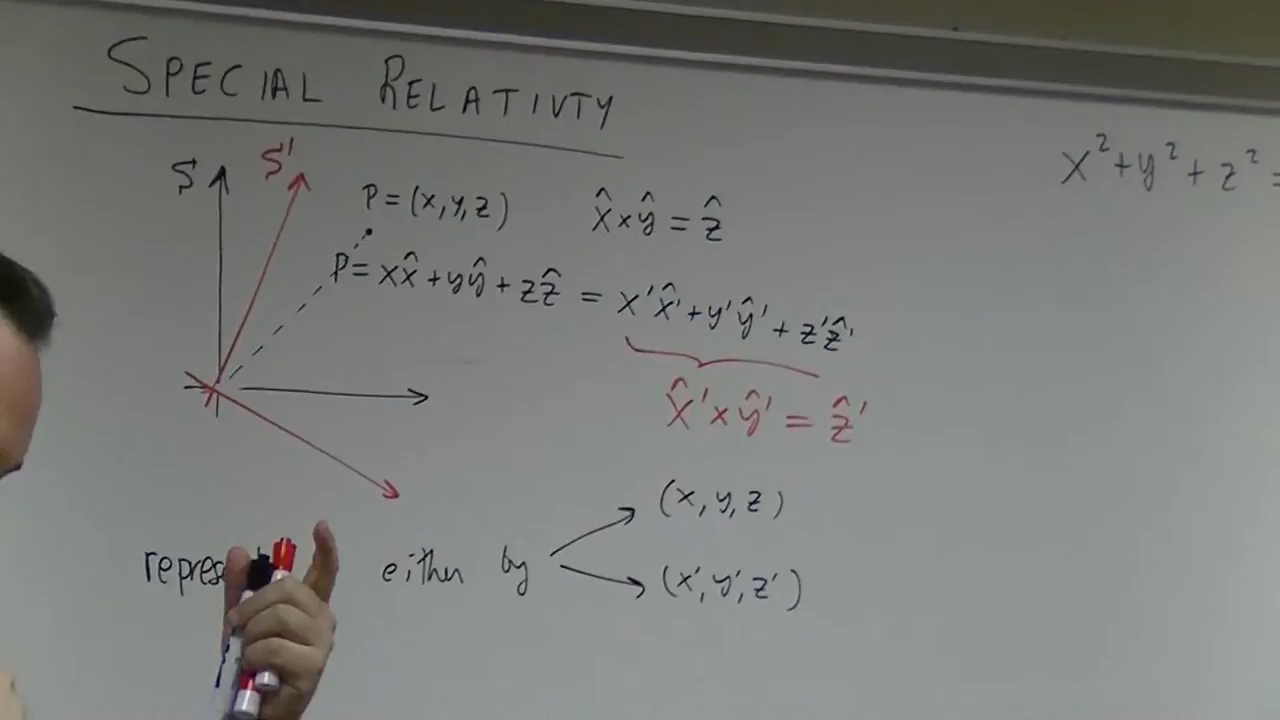 SPECIAL RELATIVTY
S S'
P = (x, y, z) x̂ × ŷ = ẑ
P = xx̂ + yŷ + zẑ = x'x̂' + y'ŷ' + z'ẑ'
x̂' × ŷ' = ẑ'
either by
(x, y, z)
(x', y', z')
x² + y² + z² =